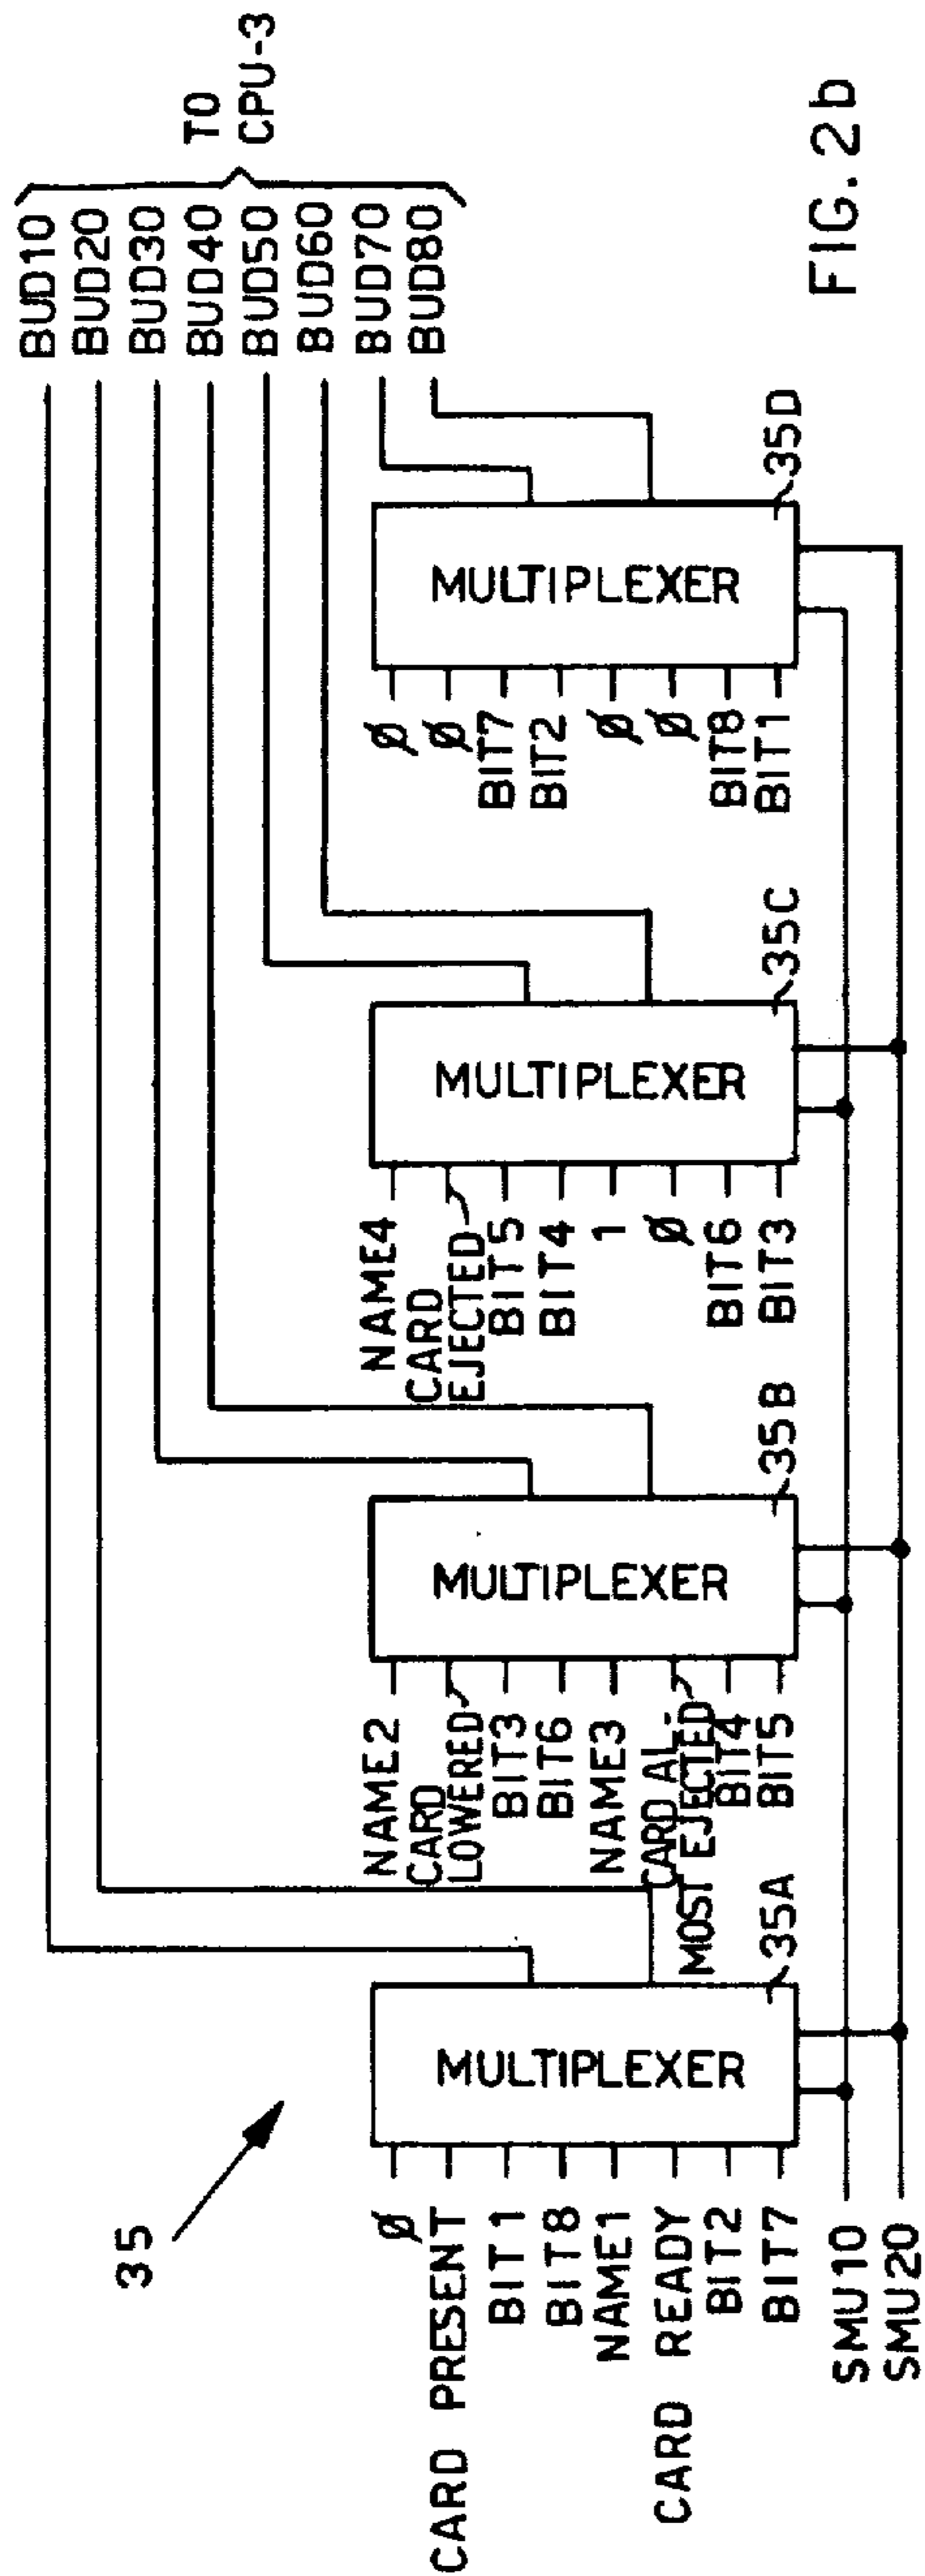 35
BUD10
BUD20
BUD30
BUD40
BUD50
BUD60
BUD70
BUD80
TO
CPU-3
MULTIPLEXER
35A
Ø
CARD PRESENT
BIT1
BIT8
NAME1
CARD READY
BIT2
BIT7
MULTIPLEXER
35B
NAME2
CARD
LOWERED
BIT3
BIT6
NAME3
CARD AL-
MOST EJECTED
BIT4
BIT5
MULTIPLEXER
35C
NAME4
CARD
EJECTED
BIT5
BIT4
1
Ø
BIT6
BIT3
MULTIPLEXER
35D
Ø
Ø
BIT7
BIT2
Ø
Ø
BIT8
BIT1
SMU10
SMU20
FIG. 2b